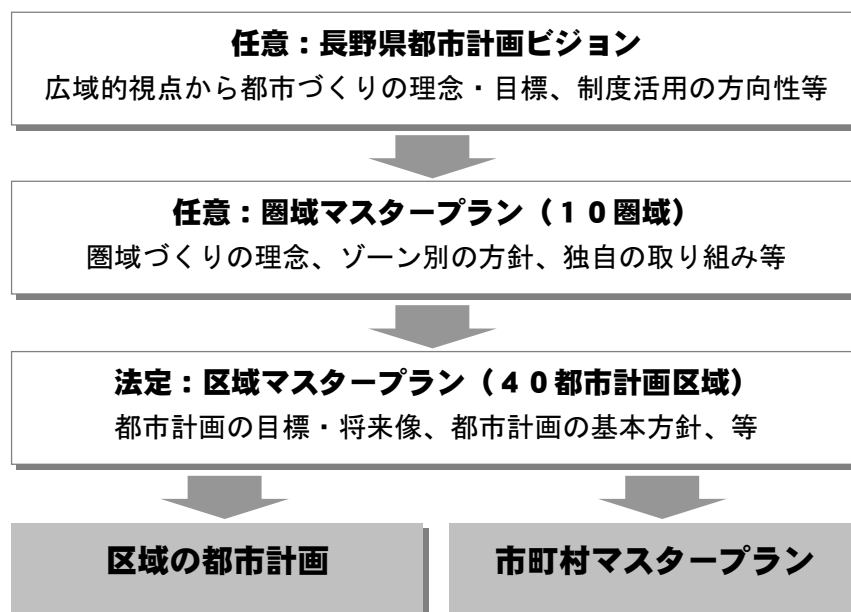 任意：長野県都市計画ビジョン
広域的視点から都市づくりの理念・目標、制度活用の方向性等
任意：圏域マスタープラン（１０圏域）
圏域づくりの理念、ゾーン別の方針、独自の取り組み等
法定：区域マスタープラン（４０都市計画区域）
都市計画の目標・将来像、都市計画の基本方針、等
区域の都市計画
市町村マスタープラン